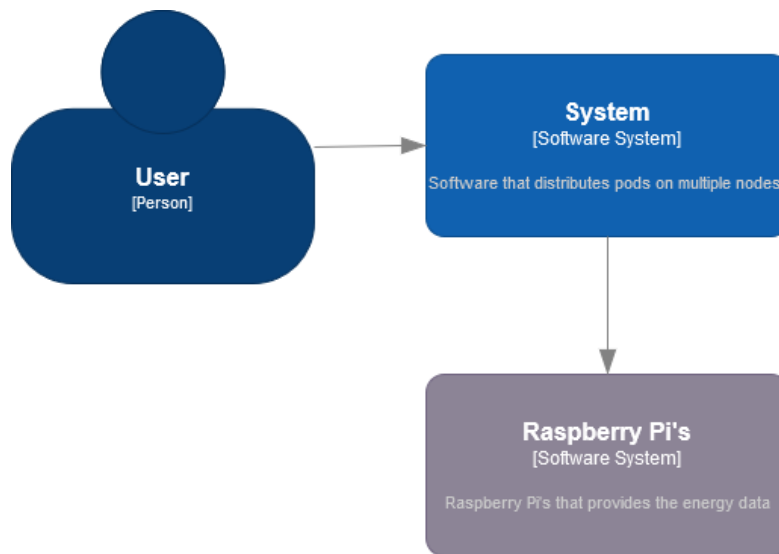 User
[Person]
System
[Software System]
Software that distributes pods on multiple nodes
Raspberry Pi's
[Software System]
Raspberry Pi's that provides the energy data